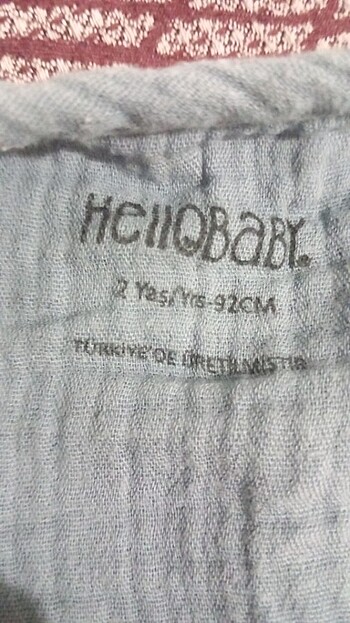 HellOBaBY.
2 Yaş/Yrs-92CM
TÜRKİYE'DE ÜRETİLMİŞTİR